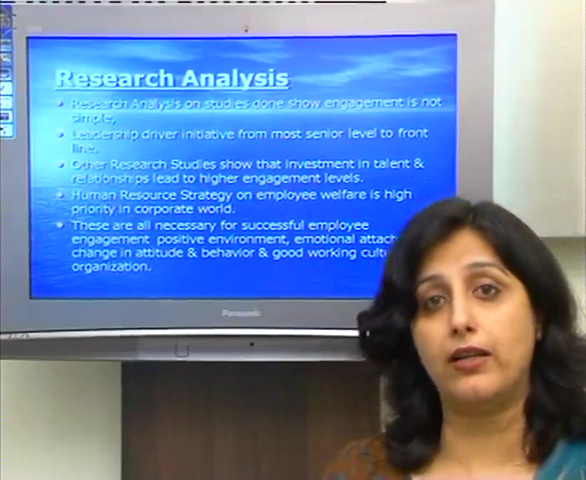 Research Analysis
Research Analysis on studies done show engagement is not
simple,
Leadership driver initiative from most senior level to front
line.
Other Research Studies show that investment in talent &
relationships lead to higher engagement levels.
Human Resource Strategy on employee welfare is high
priority in corporate world.
These are all necessary for successful employee
engagement positive environment, emotional attac
change in attitude & behavior & good working cult
organization.
Panasonic